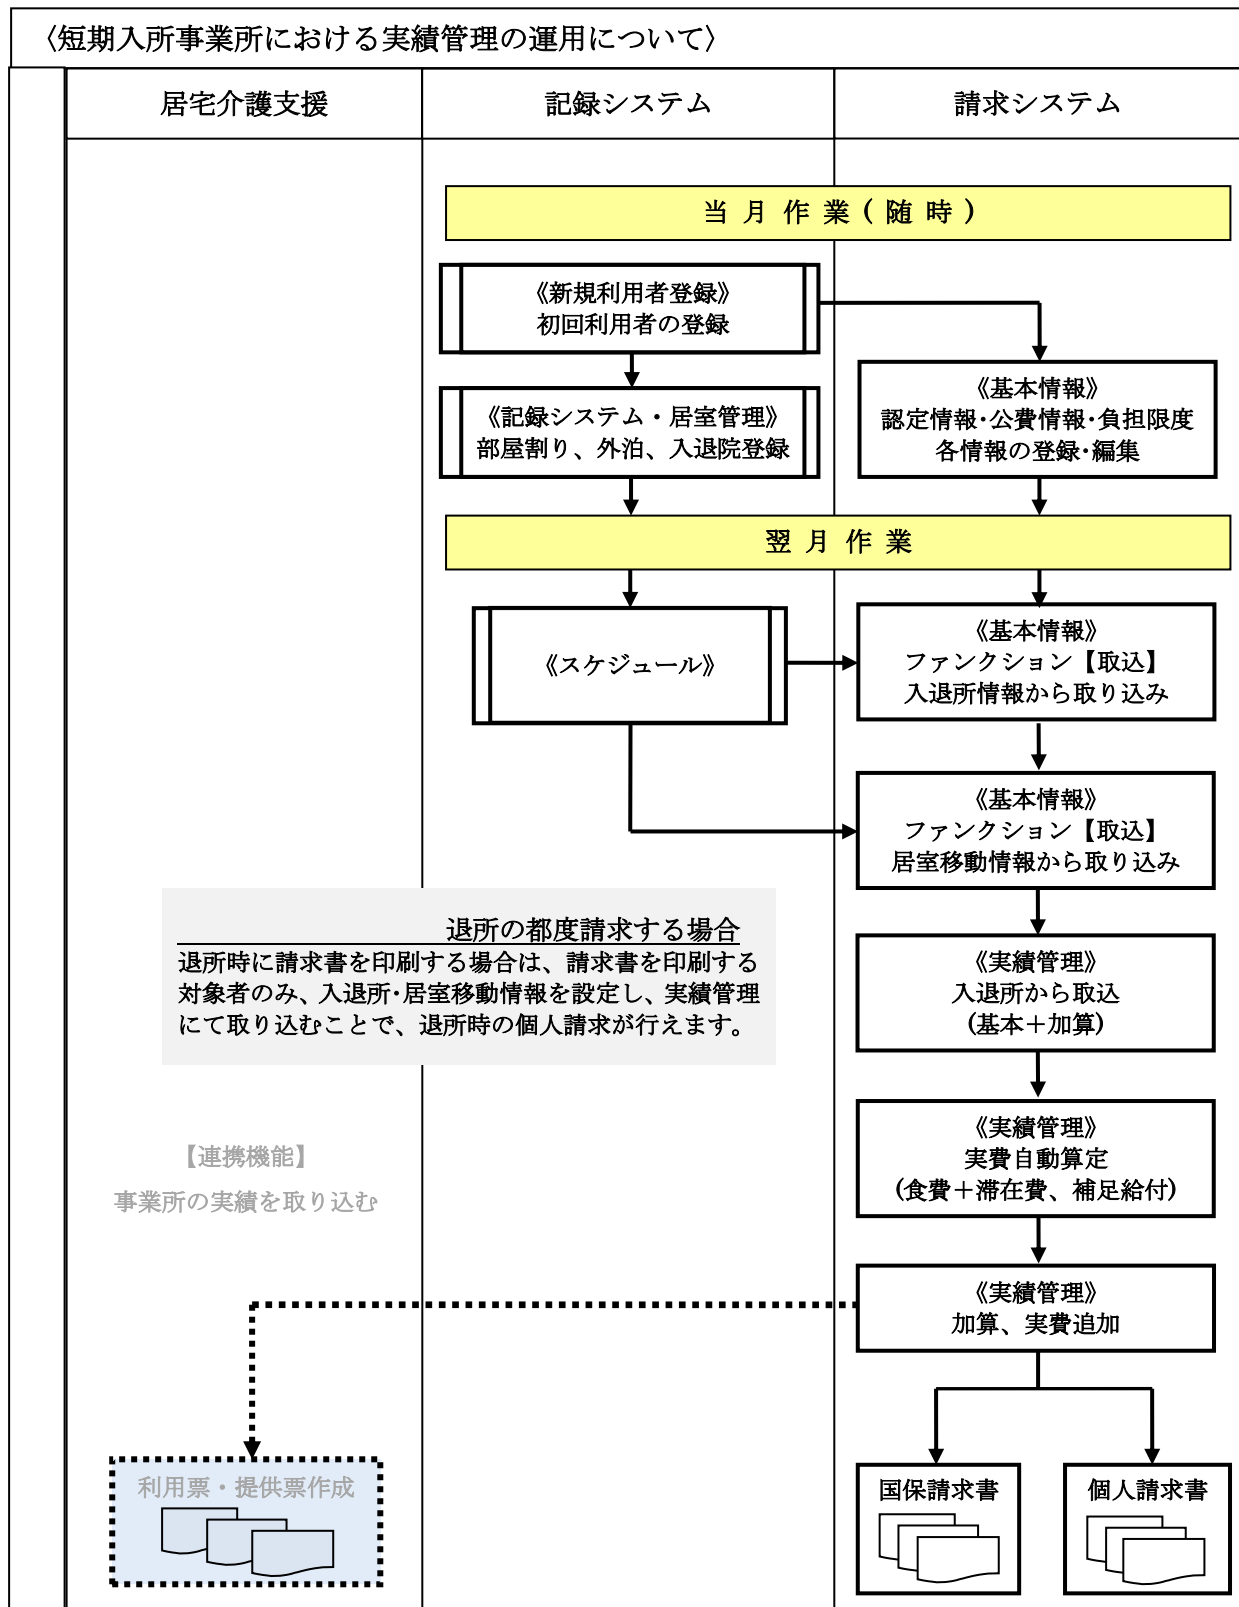 〈短期入所事業所における実績管理の運用について〉
居宅介護支援
記録システム
請求システム
当月作業(随時)
《新規利用者登録》
初回利用者の登録
《記録システム・居室管理》
部屋割り、外泊、入退院登録
《基本情報》
認定情報・公費情報・負担限度
各情報の登録・編集
翌月作業
《スケジュール》
《基本情報》
ファンクション【取込】
入退所情報から取り込み
《基本情報》
ファンクション【取込】
居室移動情報から取り込み
退所の都度請求する場合
退所時に請求書を印刷する場合は、請求書を印刷する
対象者のみ、入退所・居室移動情報を設定し、実績管理
にて取り込むことで、退所時の個人請求が行えます。
《実績管理》
入退所から取込
(基本＋加算)
【連携機能】
事業所の実績を取り込む
《実績管理》
実費自動算定
(食費＋滞在費、補足給付)
《実績管理》
加算、実費追加
利用票・提供票作成
国保請求書
個人請求書